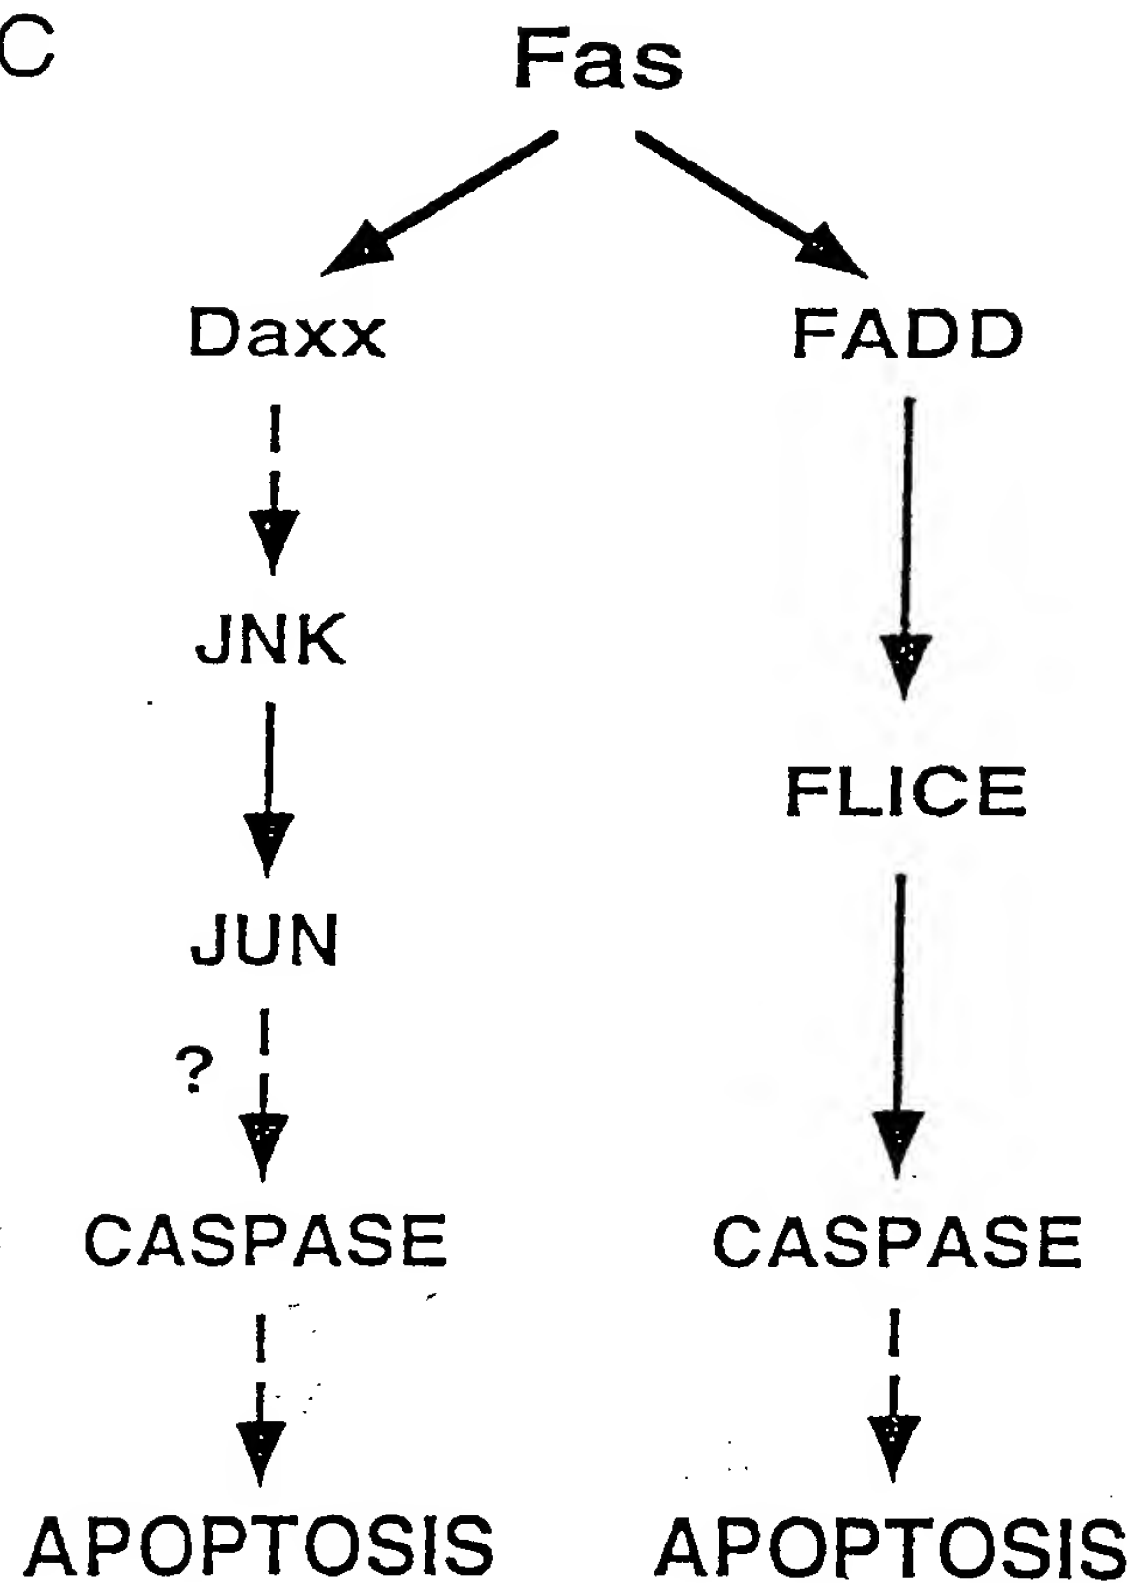 C
Fas
Daxx
FADD
JNK
FLICE
JUN
?
CASPASE
CASPASE
APOPTOSIS
APOPTOSIS